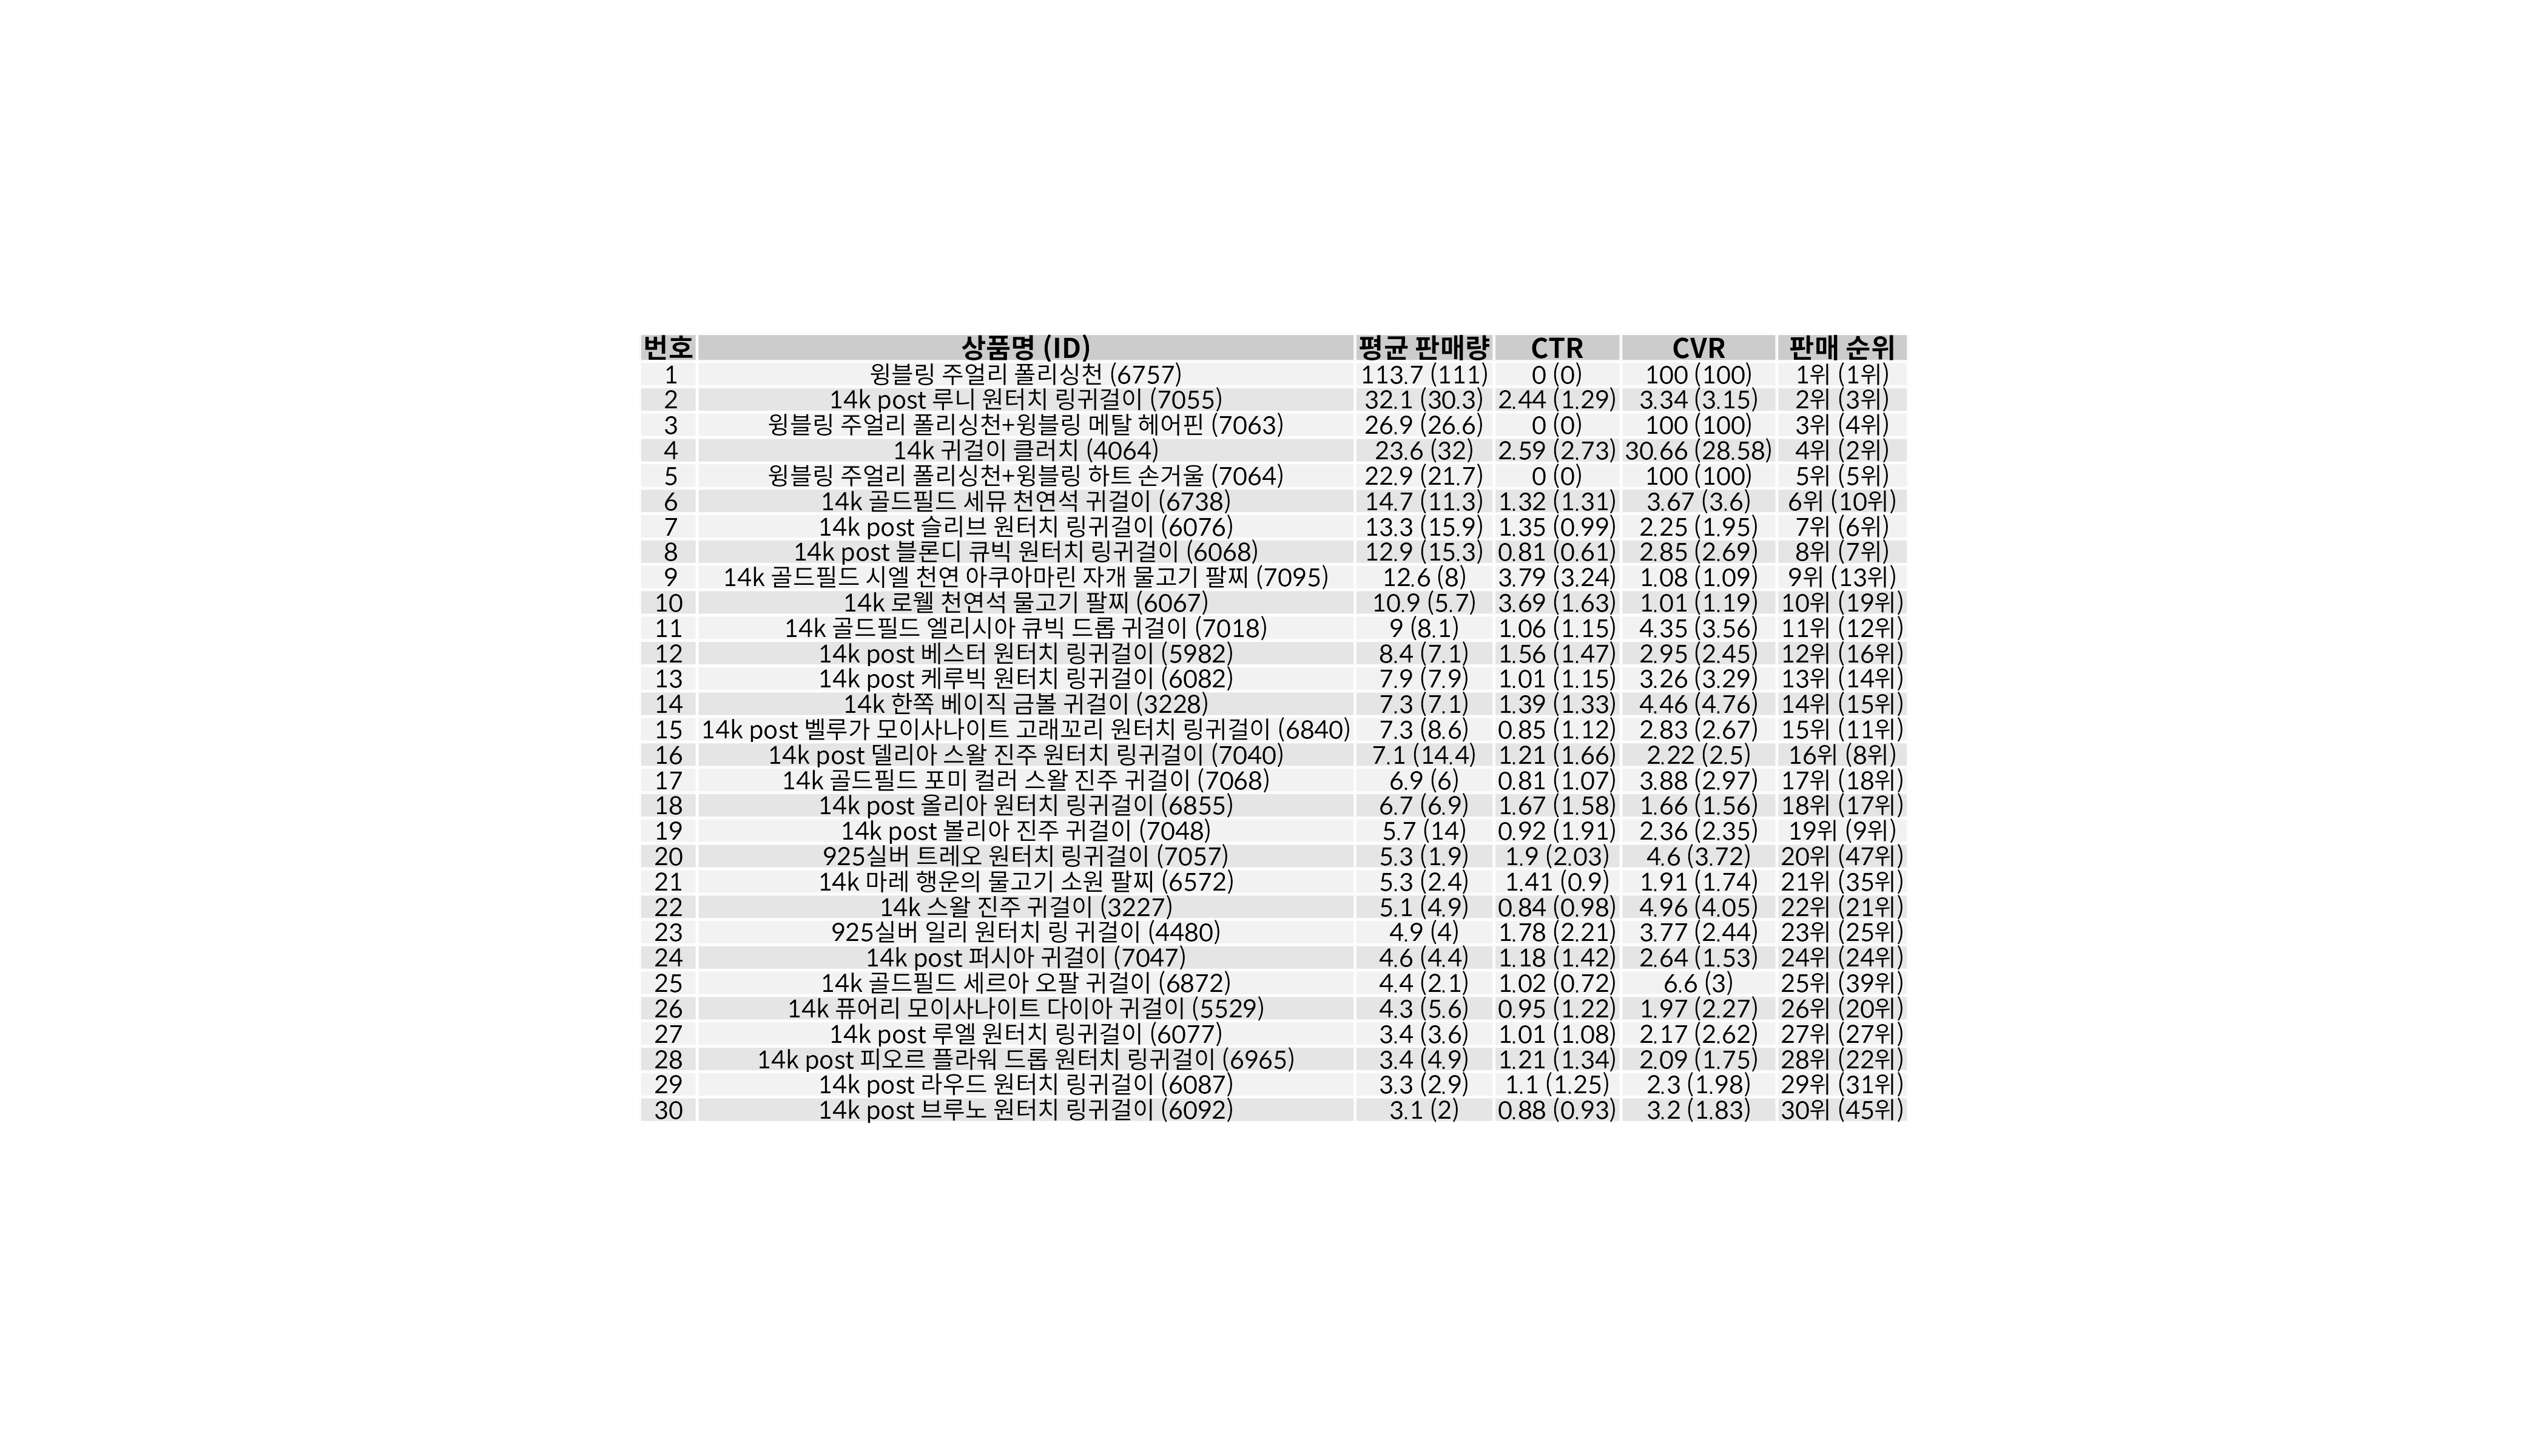 번호 상품명 (ID) 평균 판매량 CTR CVR 판매 순위
1 윙블링 주얼리 폴리싱천 (6757) 113.7 (111) 0 (0) 100 (100) 1위 (1위)
2 14k post 루니 원터치 링귀걸이 (7055) 32.1 (30.3) 2.44 (1.29) 3.34 (3.15) 2위 (3위)
3 윙블링 주얼리 폴리싱천+윙블링 메탈 헤어핀 (7063) 26.9 (26.6) 0 (0) 100 (100) 3위 (4위)
4 14k 귀걸이 클러치 (4064) 23.6 (32) 2.59 (2.73) 30.66 (28.58) 4위 (2위)
5 윙블링 주얼리 폴리싱천+윙블링 하트 손거울 (7064) 22.9 (21.7) 0 (0) 100 (100) 5위 (5위)
6 14k 골드필드 세뮤 천연석 귀걸이 (6738) 14.7 (11.3) 1.32 (1.31) 3.67 (3.6) 6위 (10위)
7 14k post 슬리브 원터치 링귀걸이 (6076) 13.3 (15.9) 1.35 (0.99) 2.25 (1.95) 7위 (6위)
8 14k post 블론디 큐빅 원터치 링귀걸이 (6068) 12.9 (15.3) 0.81 (0.61) 2.85 (2.69) 8위 (7위)
9 14k 골드필드 시엘 천연 아쿠아마린 자개 물고기 팔찌 (7095) 12.6 (8) 3.79 (3.24) 1.08 (1.09) 9위 (13위)
10 14k 로웰 천연석 물고기 팔찌 (6067) 10.9 (5.7) 3.69 (1.63) 1.01 (1.19) 10위 (19위)
11 14k 골드필드 엘리시아 큐빅 드롭 귀걸이 (7018) 9 (8.1) 1.06 (1.15) 4.35 (3.56) 11위 (12위)
12 14k post 베스터 원터치 링귀걸이 (5982) 8.4 (7.1) 1.56 (1.47) 2.95 (2.45) 12위 (16위)
13 14k post 케루빅 원터치 링귀걸이 (6082) 7.9 (7.9) 1.01 (1.15) 3.26 (3.29) 13위 (14위)
14 14k 한쪽 베이직 금볼 귀걸이 (3228) 7.3 (7.1) 1.39 (1.33) 4.46 (4.76) 14위 (15위)
15 14k post 벨루가 모이사나이트 고래꼬리 원터치 링귀걸이 (6840) 7.3 (8.6) 0.85 (1.12) 2.83 (2.67) 15위 (11위)
16 14k post 델리아 스왈 진주 원터치 링귀걸이 (7040) 7.1 (14.4) 1.21 (1.66) 2.22 (2.5) 16위 (8위)
17 14k 골드필드 포미 컬러 스왈 진주 귀걸이 (7068) 6.9 (6) 0.81 (1.07) 3.88 (2.97) 17위 (18위)
18 14k post 올리아 원터치 링귀걸이 (6855) 6.7 (6.9) 1.67 (1.58) 1.66 (1.56) 18위 (17위)
19 14k post 볼리아 진주 귀걸이 (7048) 5.7 (14) 0.92 (1.91) 2.36 (2.35) 19위 (9위)
20 925실버 트레오 원터치 링귀걸이 (7057) 5.3 (1.9) 1.9 (2.03) 4.6 (3.72) 20위 (47위)
21 14k 마레 행운의 물고기 소원 팔찌 (6572) 5.3 (2.4) 1.41 (0.9) 1.91 (1.74) 21위 (35위)
22 14k 스왈 진주 귀걸이 (3227) 5.1 (4.9) 0.84 (0.98) 4.96 (4.05) 22위 (21위)
23 925실버 일리 원터치 링 귀걸이 (4480) 4.9 (4) 1.78 (2.21) 3.77 (2.44) 23위 (25위)
24 14k post 퍼시아 귀걸이 (7047) 4.6 (4.4) 1.18 (1.42) 2.64 (1.53) 24위 (24위)
25 14k 골드필드 세르아 오팔 귀걸이 (6872) 4.4 (2.1) 1.02 (0.72) 6.6 (3) 25위 (39위)
26 14k 퓨어리 모이사나이트 다이아 귀걸이 (5529) 4.3 (5.6) 0.95 (1.22) 1.97 (2.27) 26위 (20위)
27 14k post 루엘 원터치 링귀걸이 (6077) 3.4 (3.6) 1.01 (1.08) 2.17 (2.62) 27위 (27위)
28 14k post 피오르 플라워 드롭 원터치 링귀걸이 (6965) 3.4 (4.9) 1.21 (1.34) 2.09 (1.75) 28위 (22위)
29 14k post 라우드 원터치 링귀걸이 (6087) 3.3 (2.9) 1.1 (1.25) 2.3 (1.98) 29위 (31위)
30 14k post 브루노 원터치 링귀걸이 (6092) 3.1 (2) 0.88 (0.93) 3.2 (1.83) 30위 (45위)